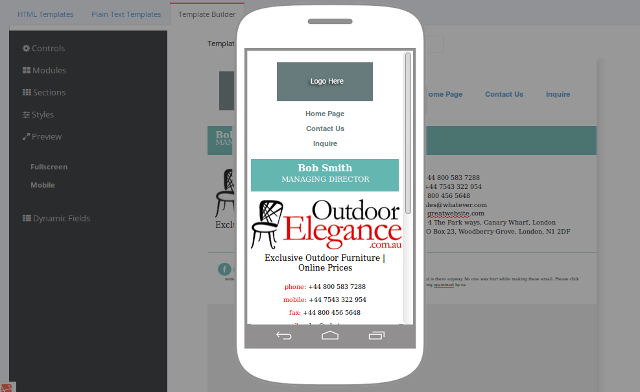 HTML Templates
Plain Text Templates
Template Builder
Controls
Modules
Sections
Styles
Preview
Fullscreen
Mobile
Dynamic Fields
Templat
Logo Here
Home Page
Contact Us
Inquire
Bob Smith
MANAGING DIRECTOR
Outdoor
Elegance
.com.au
Exclusive Outdoor Furniture |
Online Prices
phone: +44 800 583 7288
mobile: +44 7543 322 954
fax: +44 800 456 5648
ome Page
Contact Us
Inquire
Bob
MANA
Exclu
+44 800 583 7288
+44 7543 322 954
800 456 5648
les@whatever.com
greatwebsite.com
4 The Park ways, Canary Wharf, London
O Box 23, Woodberry Grove, London, N1 2DF